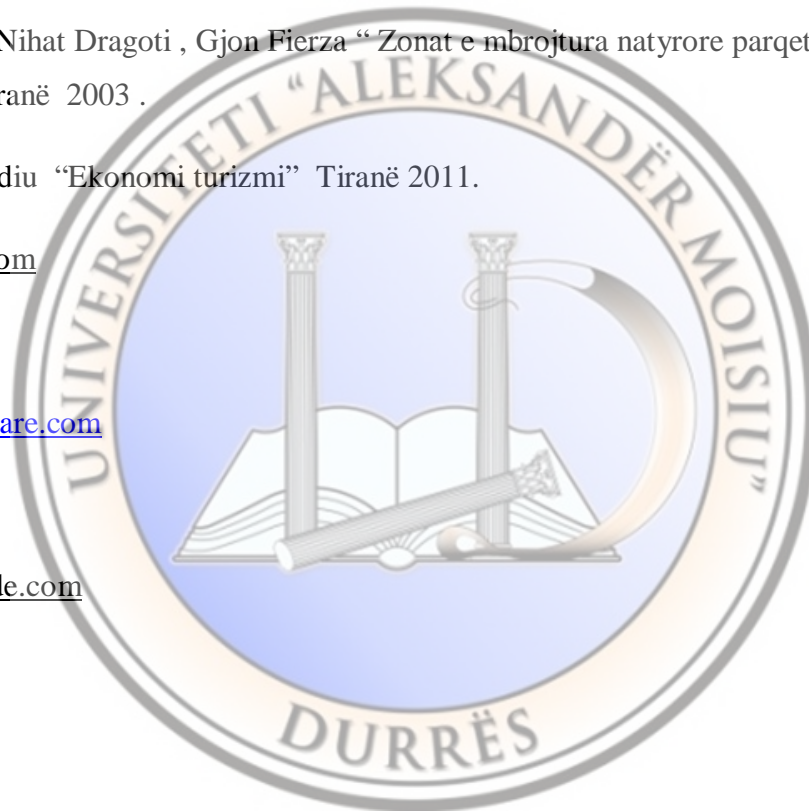 Nihat Dragoti , Gjon Fierza “ Zonat e mbrojtura natyrore parqet
ranë 2003 .
diu “Ekonomi turizmi” Tiranë 2011.
om
are.com
le.com
UNIVERSITETI “ALEKSANDËR MOISIU”
DURRËS